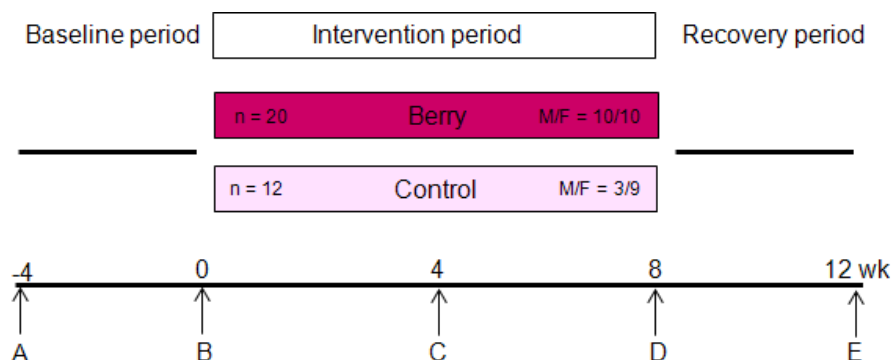 Baseline period Intervention period Recovery period
n = 20 Berry M/F = 10/10
n = 12 Control M/F = 3/9
-4 0 4 8 12 wk
A B C D E